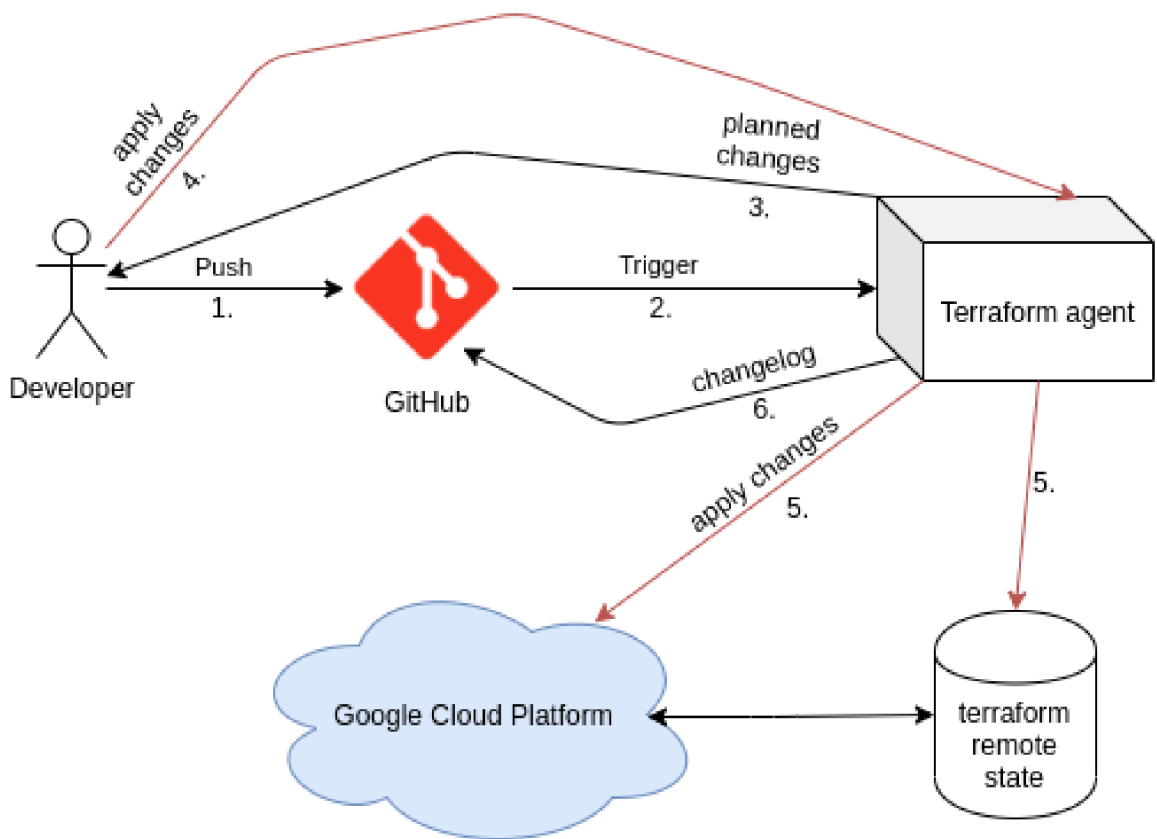 apply
changes
4.
planned
changes
3.
Push
1.
Trigger
2.
Terraform agent
Developer
GitHub
changelog
6.
apply changes
5.
5.
Google Cloud Platform
terraform
remote
state